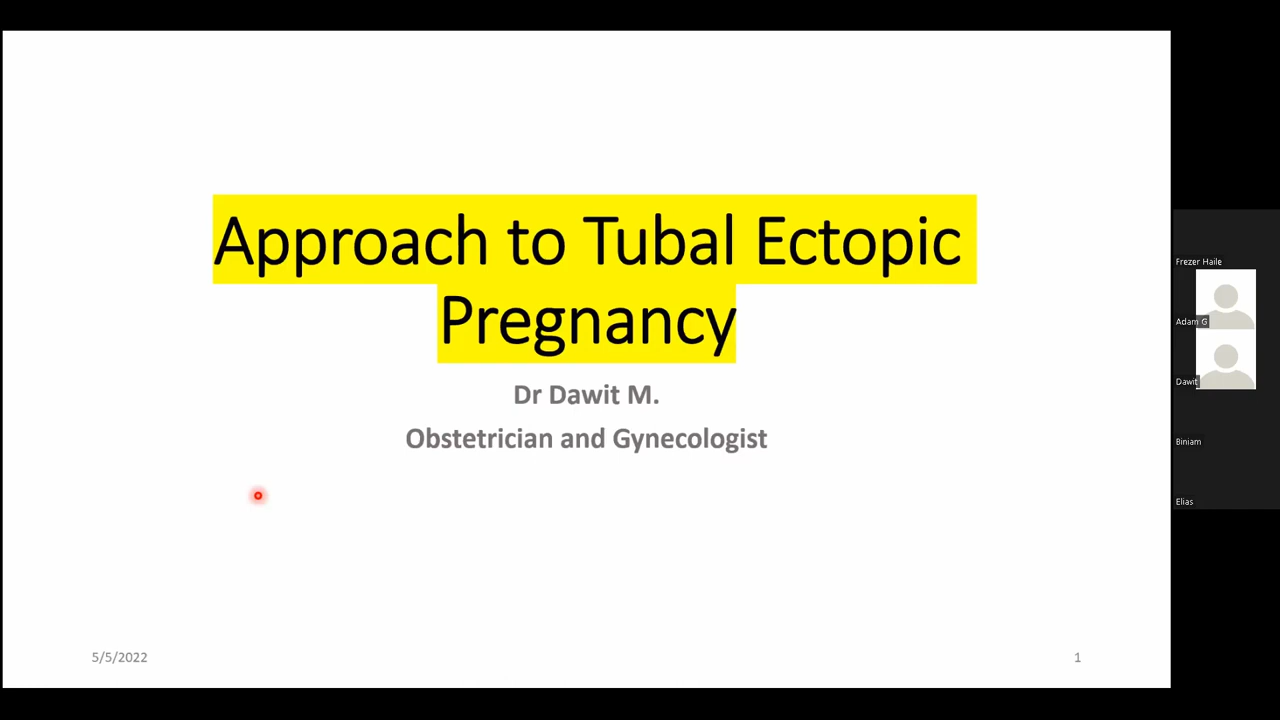 Approach to Tubal Ectopic
Pregnancy
Dr Dawit M.
Obstetrician and Gynecologist
5/5/2022
1
Frezer Haile
Adam G
Dawit
Biniam
Elias